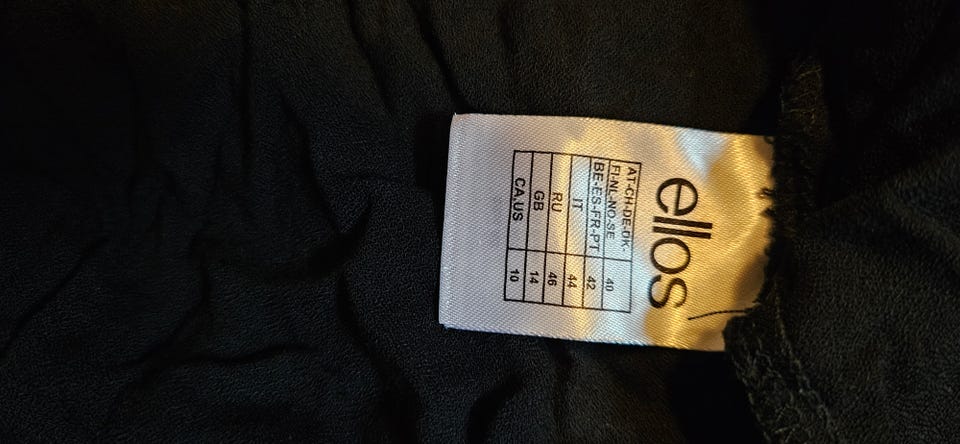 ellos
AT-CH-DE-DK-
FI-NL-NO-SE 40
BE-ES-FR-PT 42
IT 44
RU 46
GB 14
CA,US 10